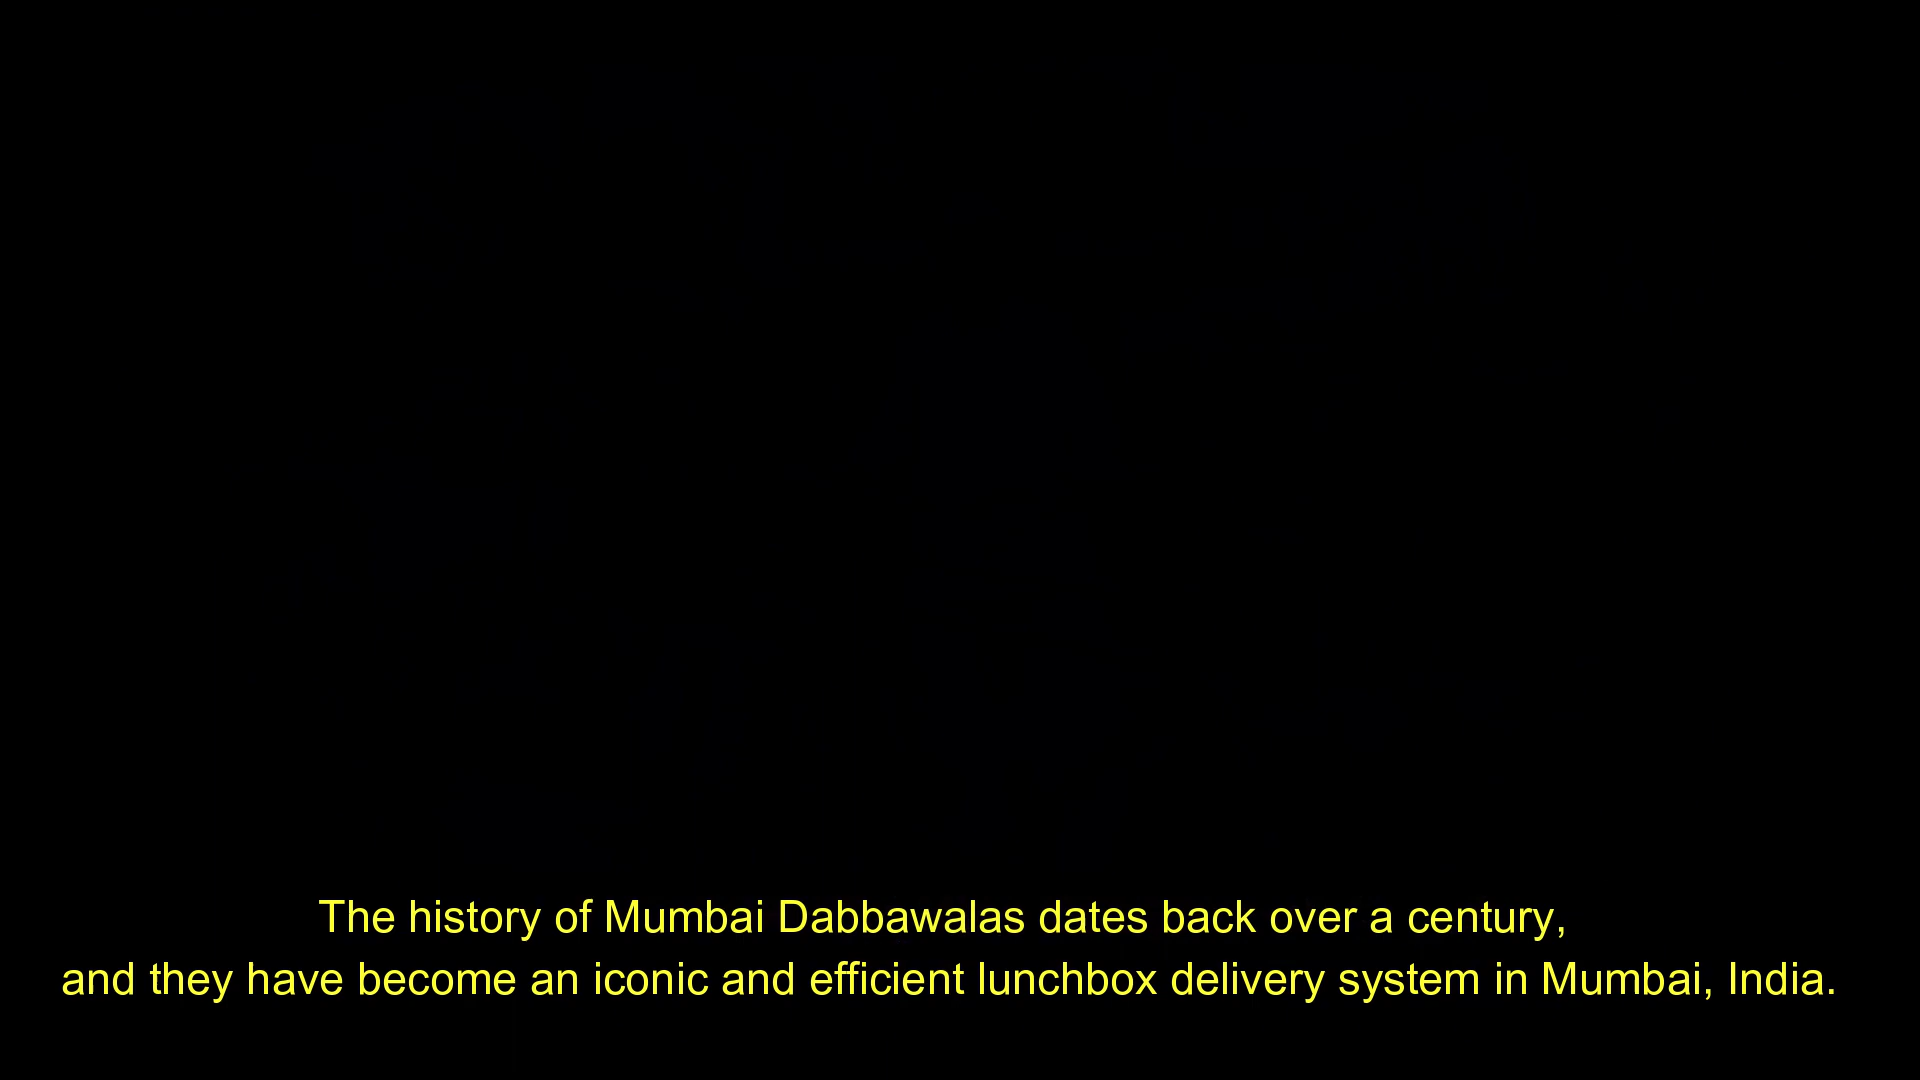 The history of Mumbai Dabbawalas dates back over a century,
and they have become an iconic and efficient lunchbox delivery system in Mumbai, India.